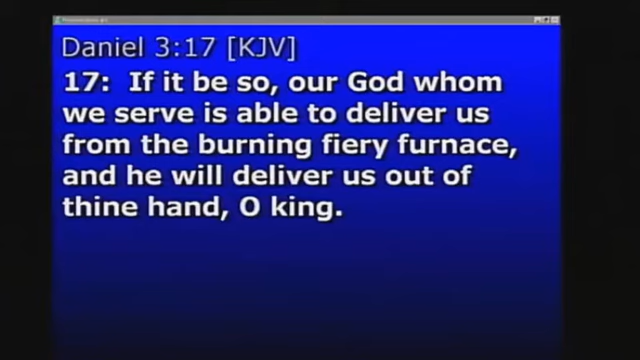 Daniel 3:17 [KJV]
17: If it be so, our God whom
we serve is able to deliver us
from the burning fiery furnace,
and he will deliver us out of
thine hand, O king.